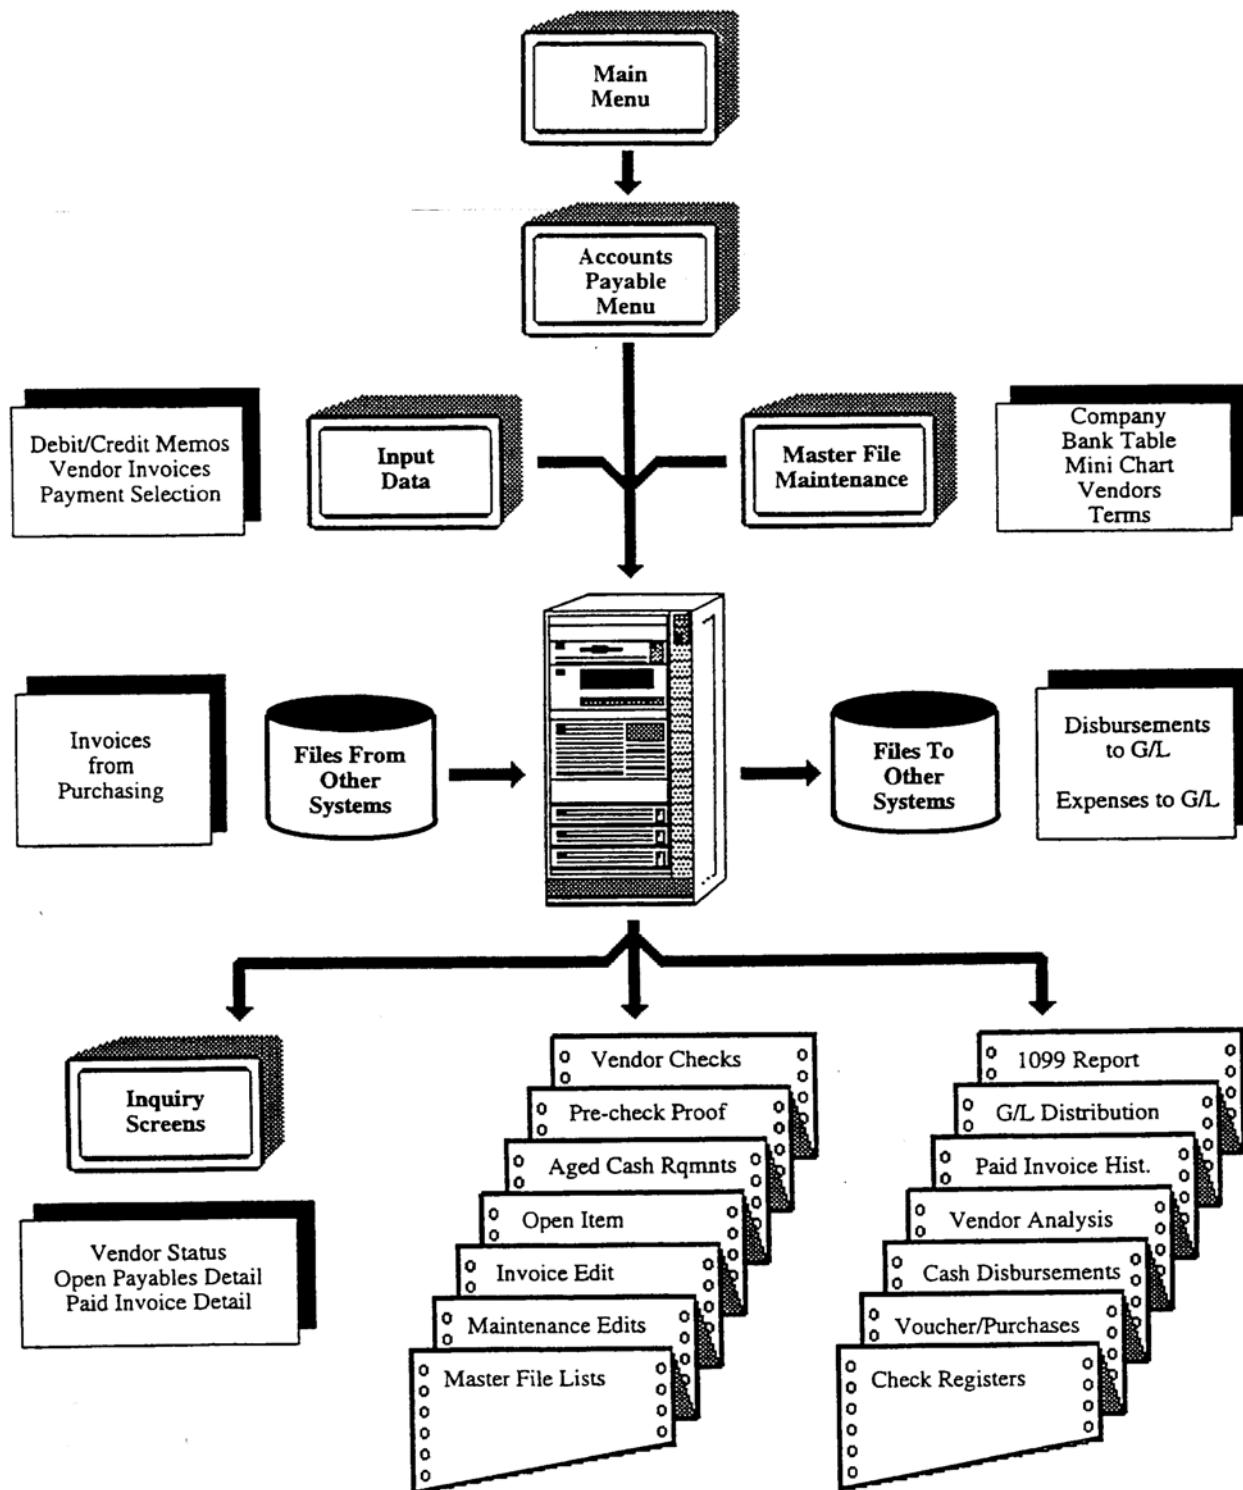 Main
Menu
Accounts
Payable
Menu
Debit/Credit Memos
Vendor Invoices
Payment Selection
Input
Data
Master File
Maintenance
Company
Bank Table
Mini Chart
Vendors
Terms
Invoices
from
Purchasing
Files From
Other
Systems
Files To
Other
Systems
Disbursements
to G/L
Expenses to G/L
Inquiry
Screens
Vendor Status
Open Payables Detail
Paid Invoice Detail
Vendor Checks
Pre-check Proof
Aged Cash Rqmnts
Open Item
Invoice Edit
Maintenance Edits
Master File Lists
1099 Report
G/L Distribution
Paid Invoice Hist.
Vendor Analysis
Cash Disbursements
Voucher/Purchases
Check Registers